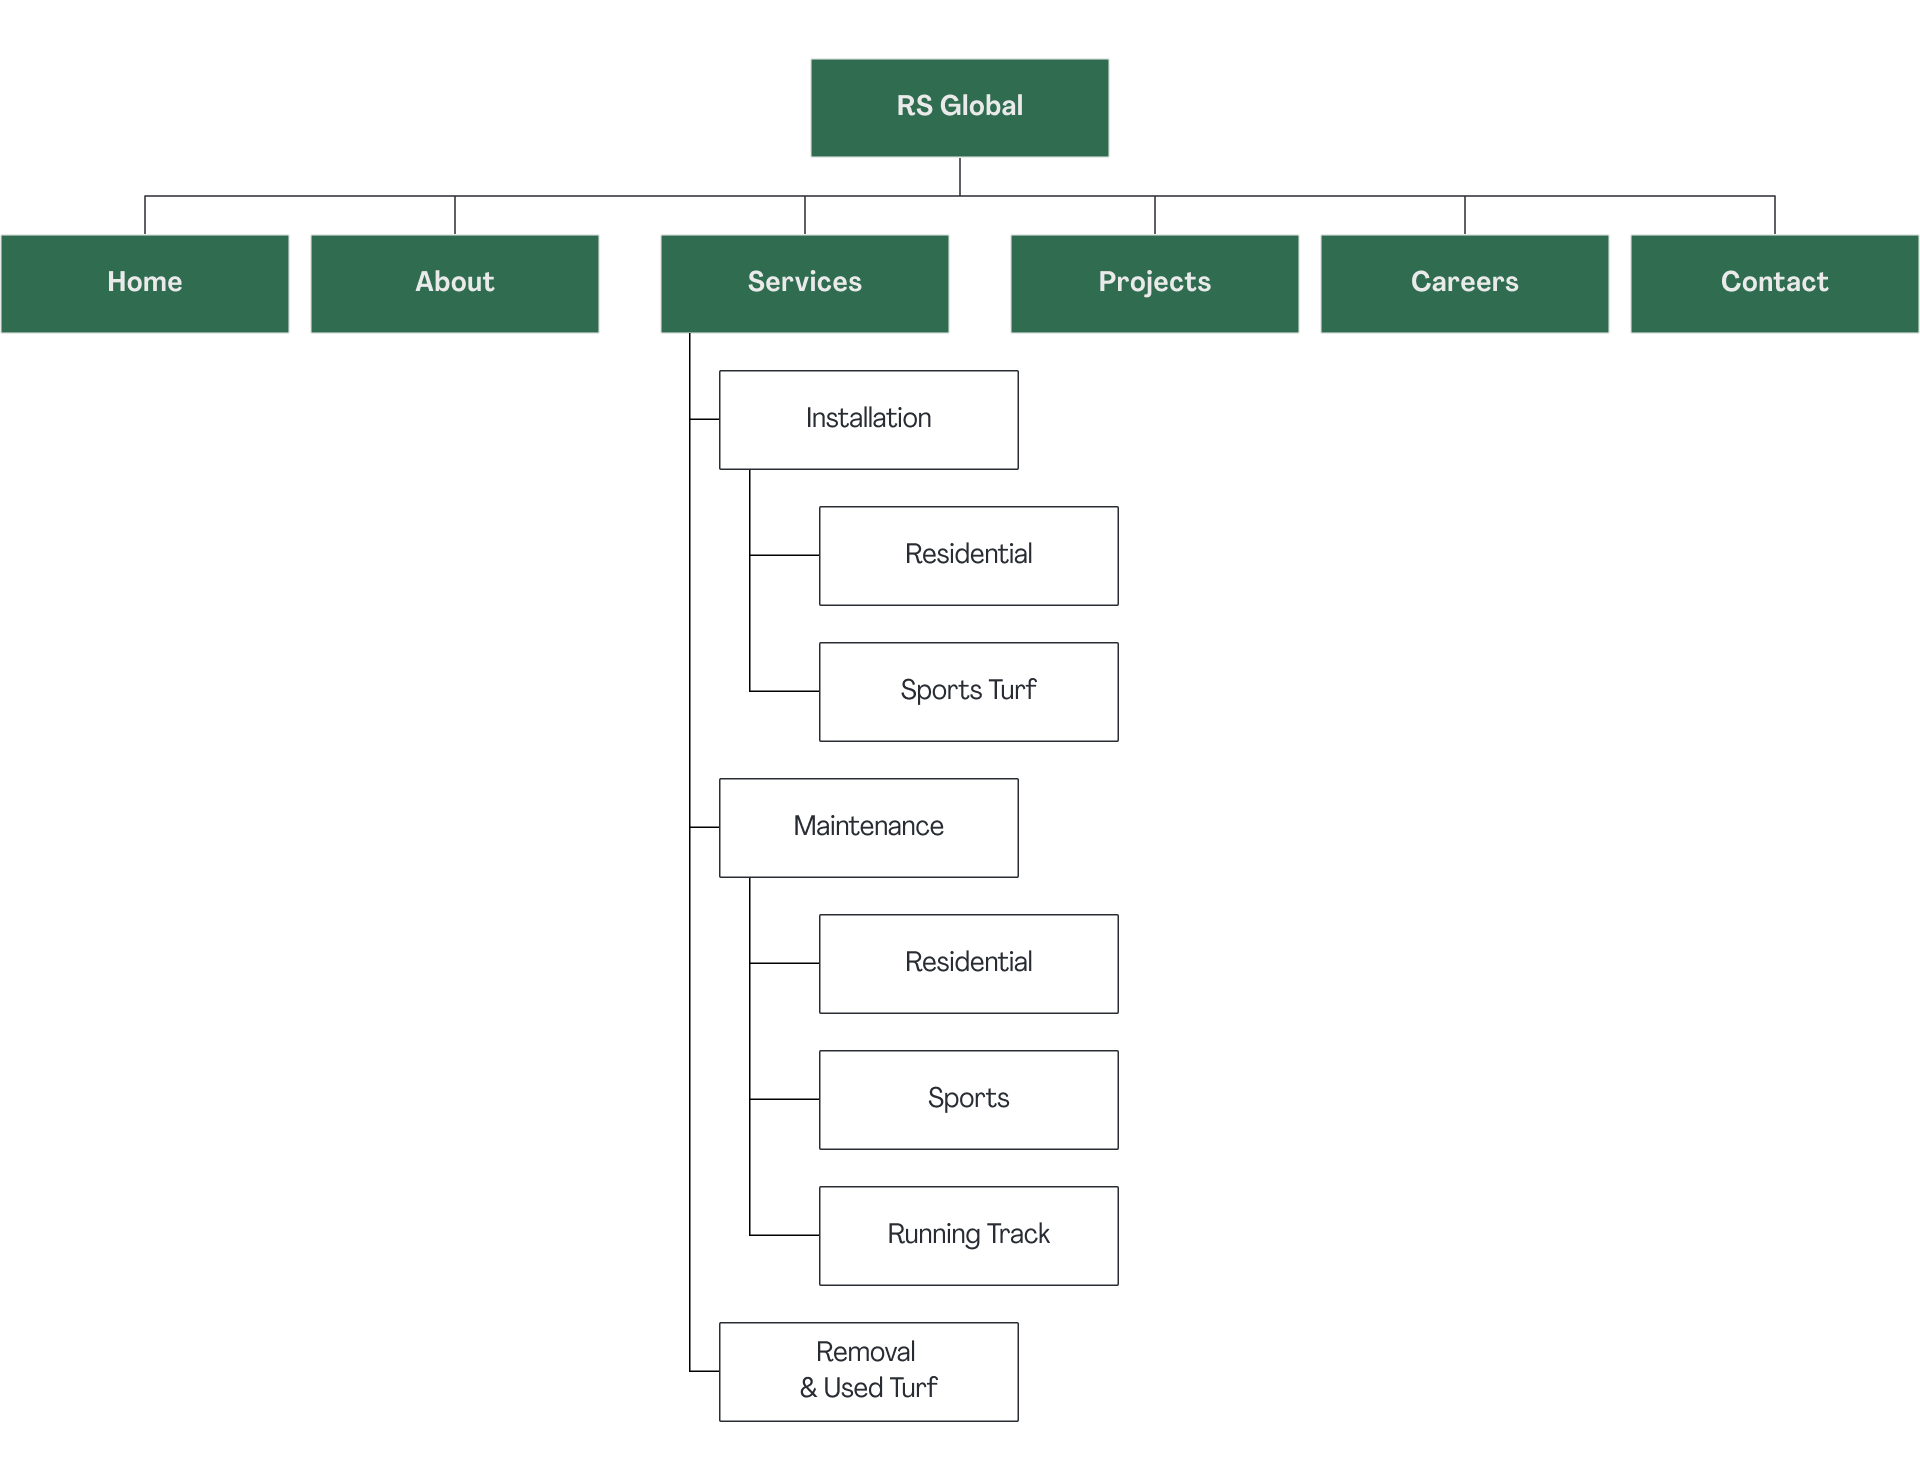 RS Global
Home
About
Services
Projects
Careers
Contact
Installation
Residential
Sports Turf
Maintenance
Residential
Sports
Running Track
Removal
& Used Turf